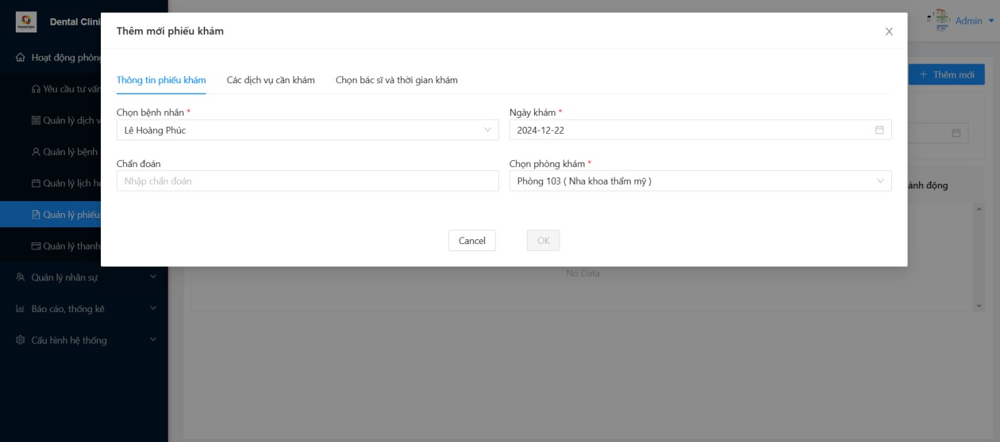 Dental Clini
Admin
Thêm mới phiếu khám
Hoạt động phòng
Thông tin phiếu khám
Các dịch vụ cần khám
Chọn bác sĩ và thời gian khám
+ Thêm mới
Yêu cầu tư vấn
Chọn bệnh nhân *
Ngày khám *
Quản lý dịch v
Lê Hoàng Phúc
2024-12-22
Quản lý bệnh
Chẩn đoán
Chọn phòng khám *
Quản lý lịch hẹ
Nhập chẩn đoán
Phòng 103 ( Nha khoa thẩm mỹ )
ành động
Quản lý phiếu
Quản lý thanh
Cancel
OK
Quản lý nhân sự
No Data
Báo cáo, thống kê
Cấu hình hệ thống